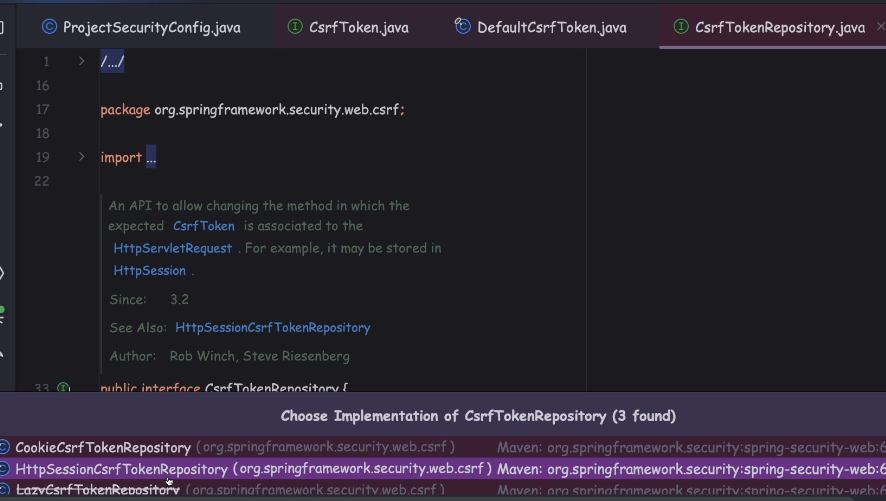 ProjectSecurityConfig.java CsrfToken.java DefaultCsrfToken.java CsrfTokenRepository.java
1 /.../
16
17 package org.springframework.security.web.csrf;
18
19 import ...
22
An API to allow changing the method in which the
expected CsrfToken is associated to the
HttpServletRequest . For example, it may be stored in
HttpSession .
Since: 3.2
See Also: HttpSessionCsrfTokenRepository
Author: Rob Winch, Steve Riesenberg
33 public interface CsrfTokenRepository {
Choose Implementation of CsrfTokenRepository (3 found)
CookieCsrfTokenRepository (org.springframework.security.web.csrf) Maven: org.springframework.security:spring-security-web:6
HttpSessionCsrfTokenRepository (org.springframework.security.web.csrf) Maven: org.springframework.security:spring-security-web:6
LazyCsrfTokenRepository (org.springframework.security.web.csrf) Maven: org.springframework.security:spring-security-web:6